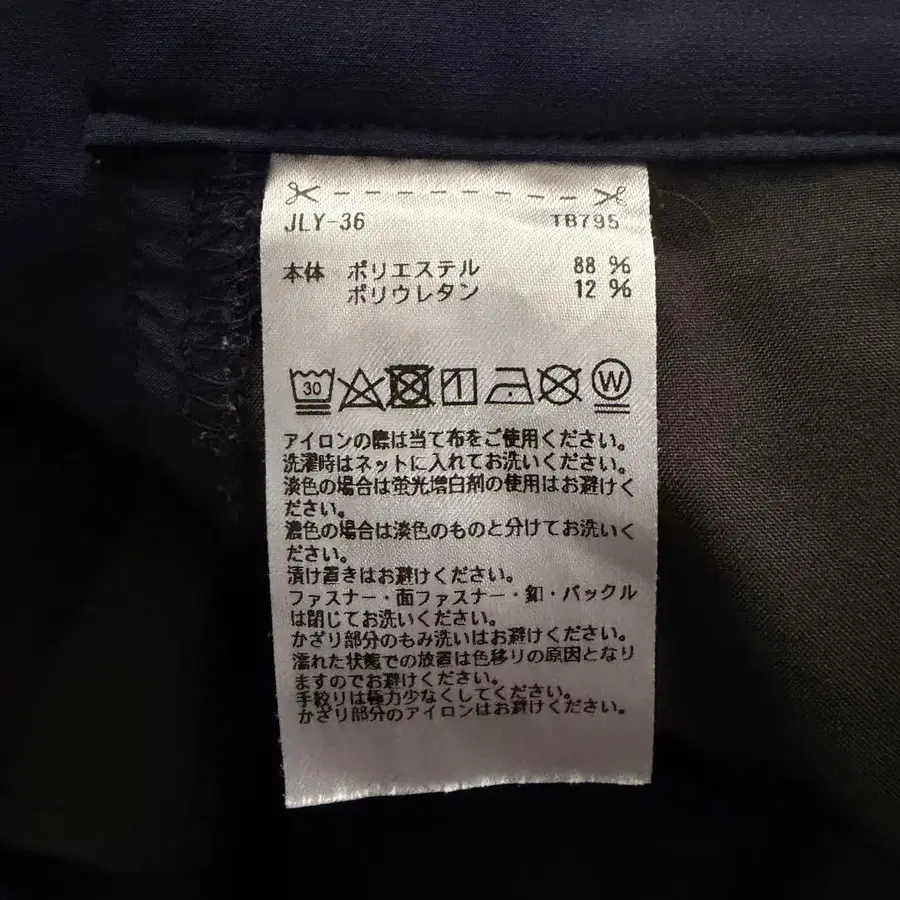 JLY-36 TB795
本体 ポリエステル 88 %
ポリウレタン 12 %
30 W
アイロンの際は当て布をご使用ください。
洗濯時はネットに入れてお洗いください。
淡色の場合は蛍光増白剤の使用はお避けく
ださい。
濃色の場合は淡色のものと分けてお洗いく
ださい。
漬け置きはお避けください。
ファスナー・面ファスナー・釦・バックル
は閉じてお洗いください。
かざり部分のもみ洗いはお避けください。
濡れた状態での放置は色移りの原因となり
ますのでお避けください。
手絞りは極力少なくしてください。
かざり部分のアイロンはお避けください。